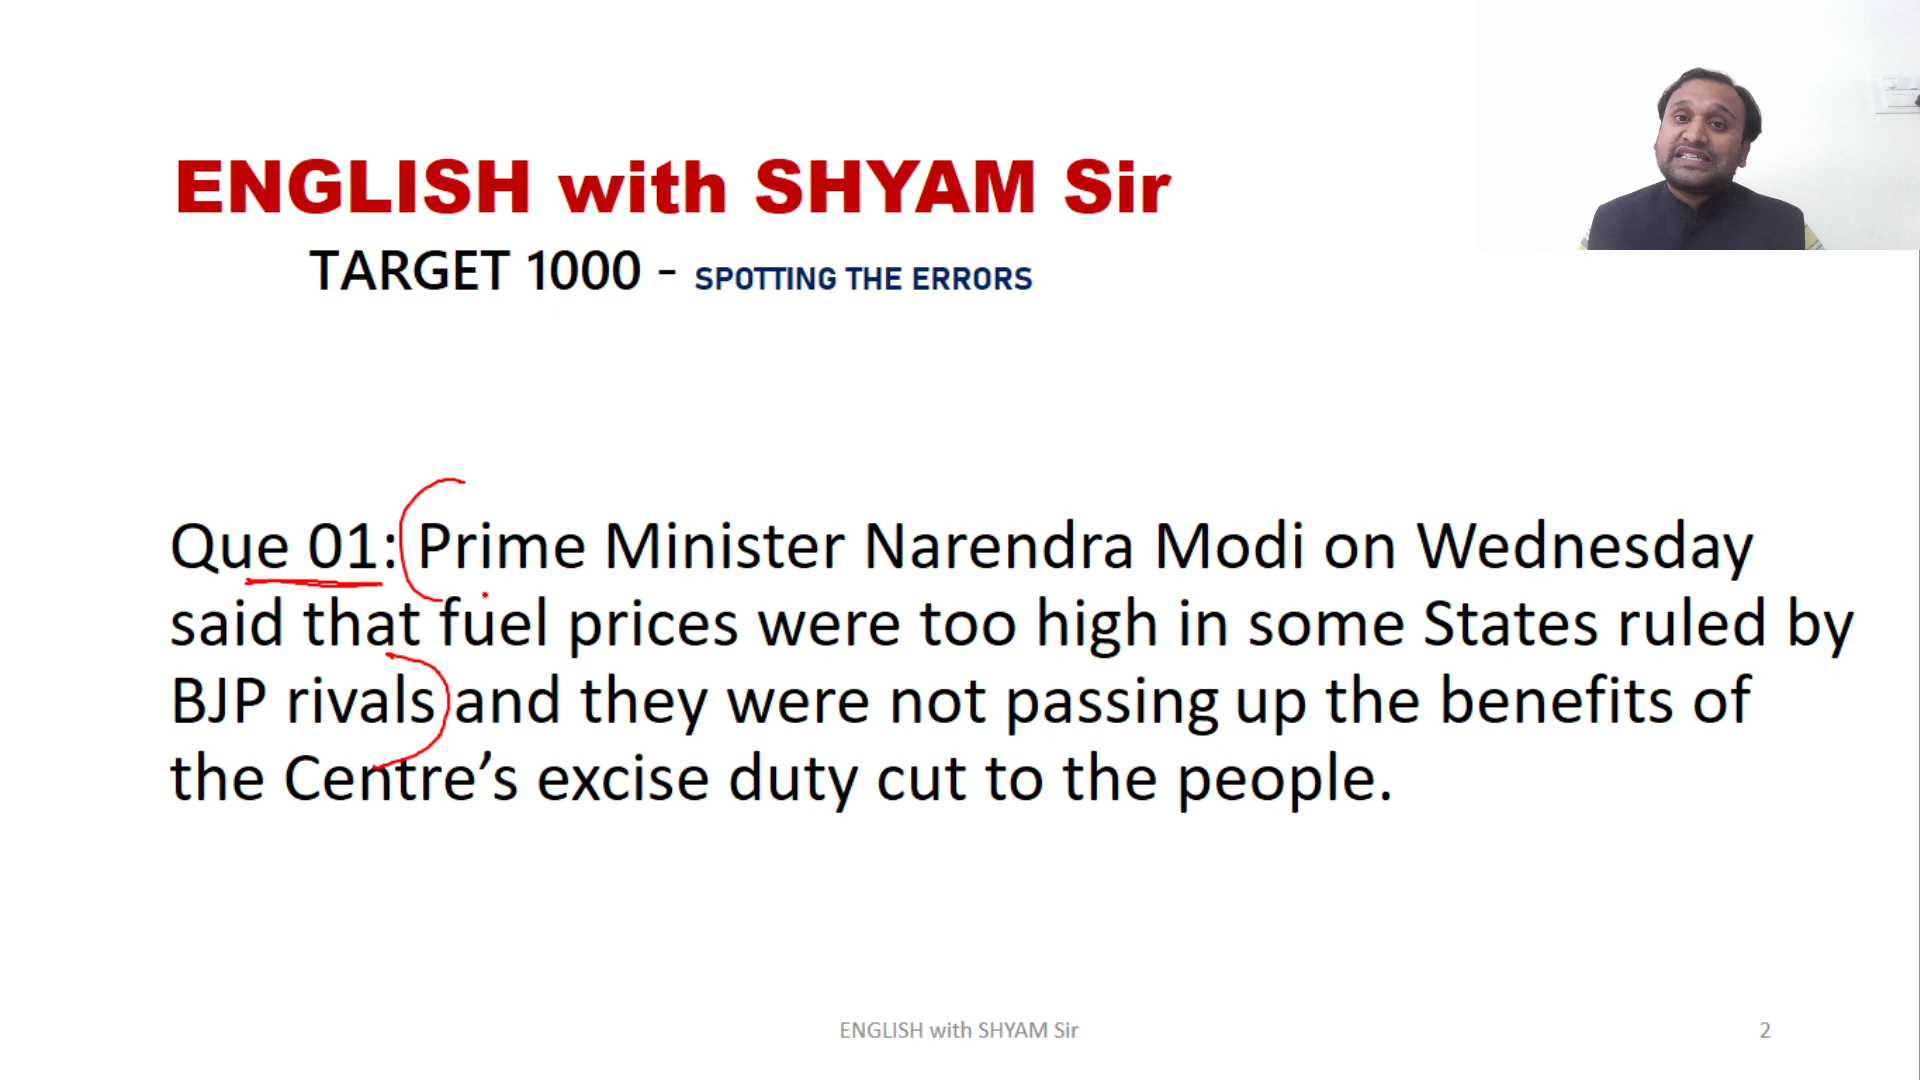 ENGLISH with SHYAM Sir
TARGET 1000 - SPOTTING THE ERRORS
Que 01: Prime Minister Narendra Modi on Wednesday
said that fuel prices were too high in some States ruled by
BJP rivals and they were not passing up the benefits of
the Centre’s excise duty cut to the people.
ENGLISH with SHYAM Sir
2